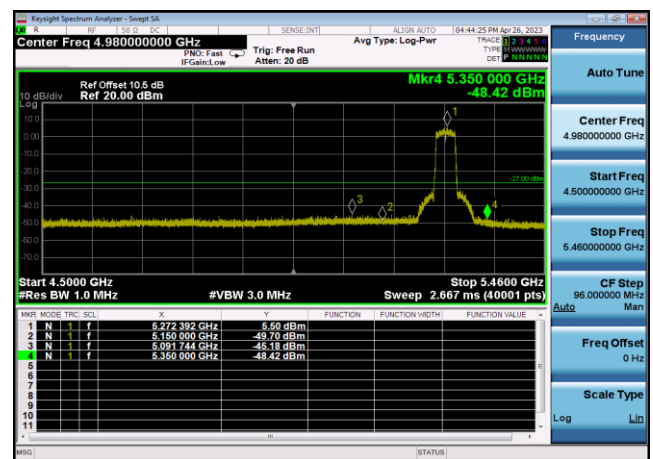 Keysight Spectrum Analyzer - Swept SA
R RF 50 Ω DC SENSE:INT ALIGN AUTO 04:44:25 PM Apr 26, 2023
Center Freq 4.980000000 GHz
PNO: Fast
IFGain:Low
Trig: Free Run
Atten: 20 dB
Avg Type: Log-Pwr
TRACE 1 2 3 4 5 6
TYPE M WWWWW
DET P N N N N N
Ref Offset 10.5 dB
Ref 20.00 dBm
10 dB/div
Log
Mkr4 5.350 000 GHz
-48.42 dBm
10.0
0.00
-10.0
-20.0
-30.0
-40.0
-50.0
-60.0
-70.0
1
-27.00 dBm
3
2
4
Start 4.5000 GHz
Stop 5.4600 GHz
#Res BW 1.0 MHz
#VBW 3.0 MHz
Sweep 2.667 ms (40001 pts)
MKR MODE TRC SCL X Y FUNCTION FUNCTION WIDTH FUNCTION VALUE
1 N 1 f 5.272 392 GHz 5.50 dBm
2 N 1 f 5.150 000 GHz -49.70 dBm
3 N 1 f 5.091 744 GHz -45.18 dBm
4 N 1 f 5.350 000 GHz -48.42 dBm
5
6
7
8
9
10
11
MSG
STATUS
Frequency
Auto Tune
Center Freq
4.980000000 GHz
Start Freq
4.500000000 GHz
Stop Freq
5.460000000 GHz
CF Step
96.000000 MHz
Auto Man
Freq Offset
0 Hz
Scale Type
Log Lin